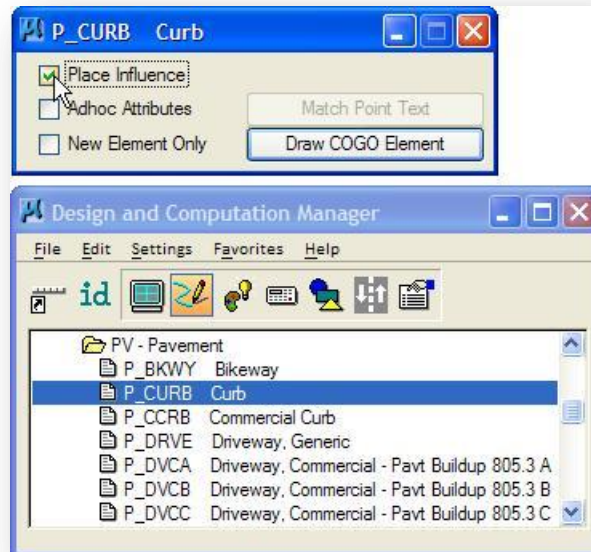 P_CURB Curb
Place Influence
Adhoc Attributes Match Point Text
New Element Only Draw COGO Element
Design and Computation Manager
File Edit Settings Favorites Help
id
PV - Pavement
P_BKWY Bikeway
P_CURB Curb
P_CCRB Commercial Curb
P_DRVE Driveway, Generic
P_DVCA Driveway, Commercial - Pavt Buildup 805.3 A
P_DVCB Driveway, Commercial - Pavt Buildup 805.3 B
P_DVCC Driveway, Commercial - Pavt Buildup 805.3 C